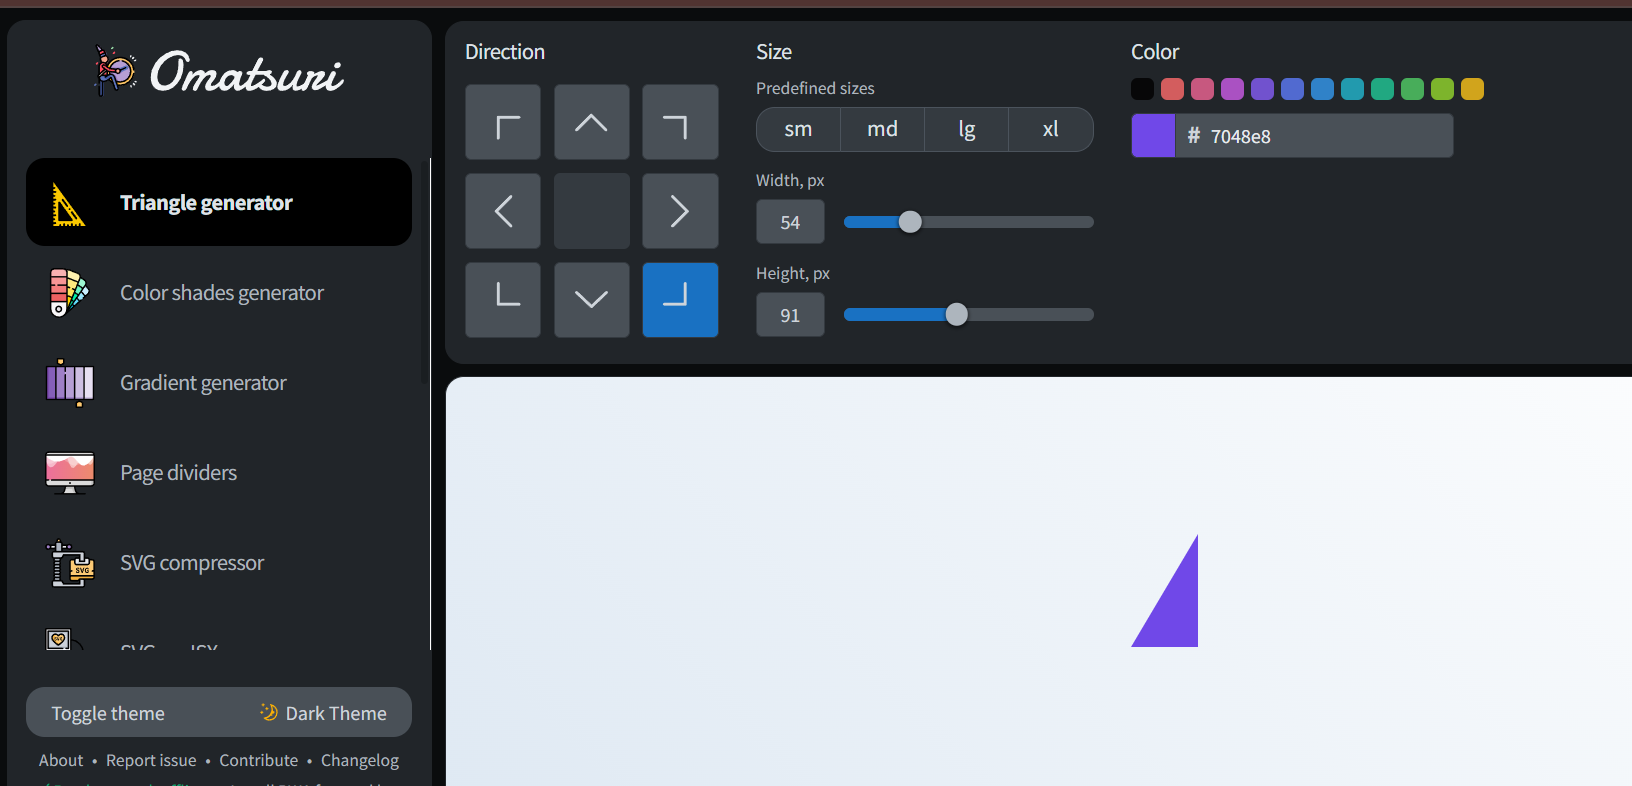 Omatsuri
Triangle generator
Color shades generator
Gradient generator
Page dividers
SVG compressor
SVG
Toggle theme Dark Theme
About • Report issue • Contribute • Changelog
Direction
Size
Predefined sizes
sm md lg xl
Width, px
54
Height, px
91
Color
# 7048e8